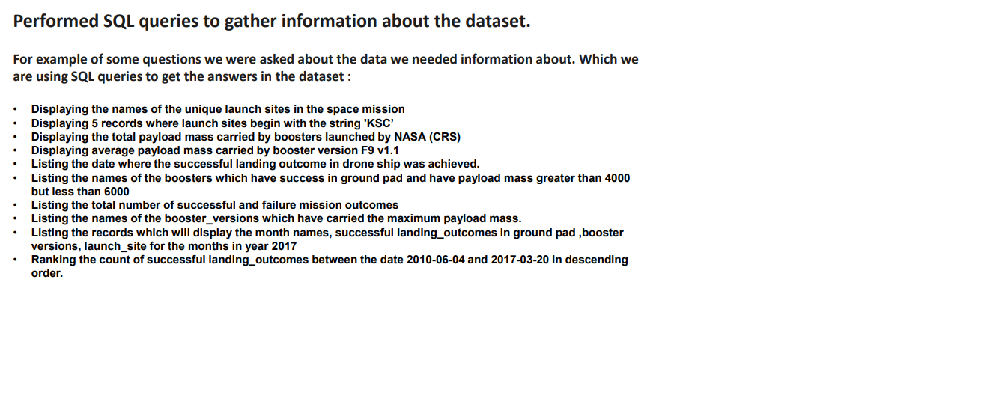 Performed SQL queries to gather information about the dataset.
For example of some questions we were asked about the data we needed information about. Which we
are using SQL queries to get the answers in the dataset :
• Displaying the names of the unique launch sites in the space mission
• Displaying 5 records where launch sites begin with the string 'KSC’
• Displaying the total payload mass carried by boosters launched by NASA (CRS)
• Displaying average payload mass carried by booster version F9 v1.1
• Listing the date where the successful landing outcome in drone ship was achieved.
• Listing the names of the boosters which have success in ground pad and have payload mass greater than 4000
but less than 6000
• Listing the total number of successful and failure mission outcomes
• Listing the names of the booster_versions which have carried the maximum payload mass.
• Listing the records which will display the month names, successful landing_outcomes in ground pad ,booster
versions, launch_site for the months in year 2017
• Ranking the count of successful landing_outcomes between the date 2010-06-04 and 2017-03-20 in descending
order.